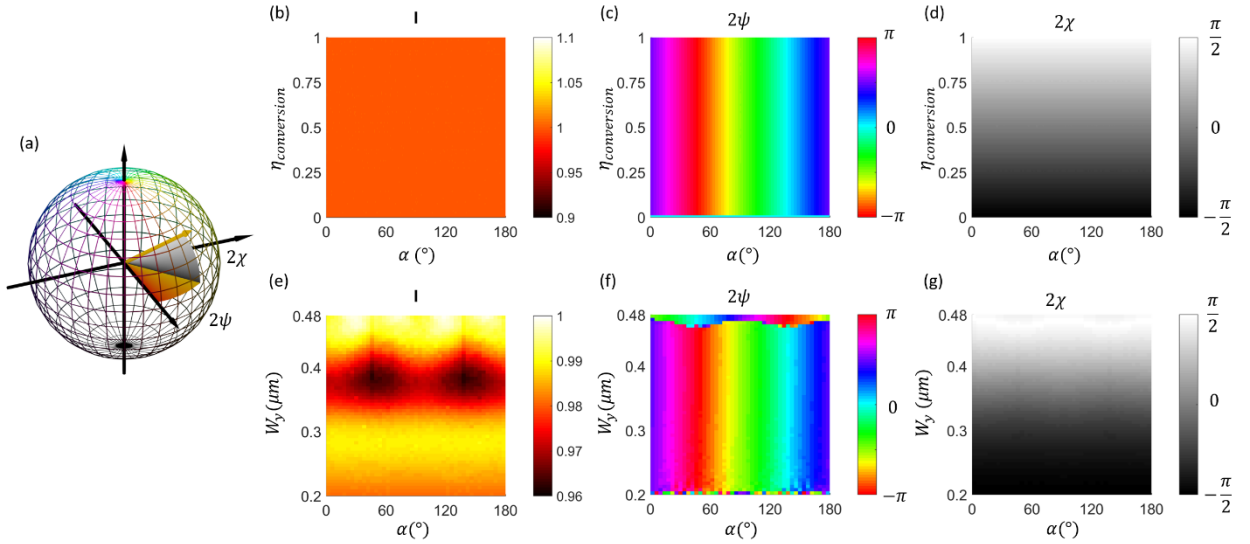 (a)
2χ
2ψ
(b)
I
η_conversion
1
0.75
0.5
0.25
0
0 60 120 180
α (°)
1.1
1.05
1
0.95
0.9
(c)
2ψ
η_conversion
1
0.75
0.5
0.25
0
0 60 120 180
α(°)
π
0
−π
(d)
2χ
η_conversion
1
0.75
0.5
0.25
0
0 60 120 180
α(°)
π/2
0
−π/2
(e)
I
W_y (μm)
0.48
0.4
0.3
0.2
0 60 120 180
α(°)
1
0.99
0.98
0.97
0.96
(f)
2ψ
W_y (μm)
0.48
0.4
0.3
0.2
0 60 120 180
α(°)
π
0
−π
(g)
2χ
W_y (μm)
0.48
0.4
0.3
0.2
0 60 120 180
α(°)
π/2
0
−π/2